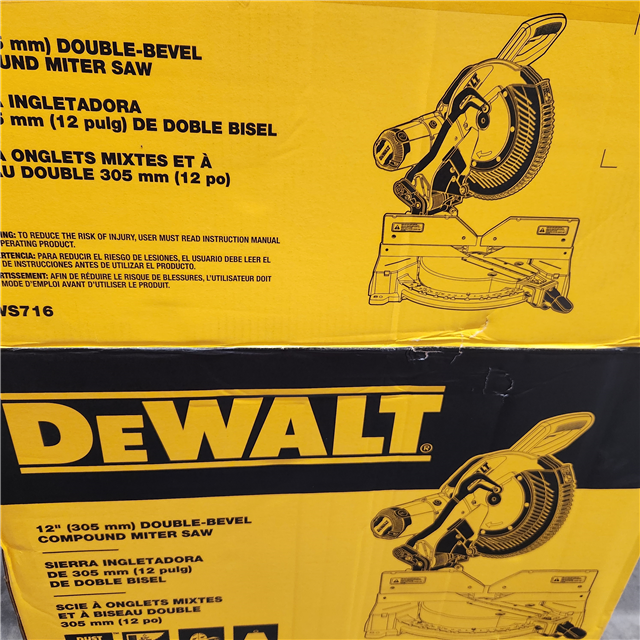 mm) DOUBLE-BEVEL
UND MITER SAW
INGLETADORA
5 mm (12 pulg) DE DOBLE BISEL
À ONGLETS MIXTES ET À
AU DOUBLE 305 mm (12 po)
ING: TO REDUCE THE RISK OF INJURY, USER MUST READ INSTRUCTION MANUAL
PERATING PRODUCT.
RTENCIA: PARA REDUCIR EL RIESGO DE LESIONES, EL USUARIO DEBE LEER EL
DE INSTRUCCIONES ANTES DE UTILIZAR EL PRODUCTO.
RTISSEMENT: AFIN DE RÉDUIRE LE RISQUE DE BLESSURES, L'UTILISATEUR DOIT
MODE D'EMPLOI AVANT D'UTILISER LE PRODUIT.
WS716
DEWALT®
12" (305 mm) DOUBLE-BEVEL
COMPOUND MITER SAW
SIERRA INGLETADORA
DE 305 mm (12 pulg)
DE DOBLE BISEL
SCIE À ONGLETS MIXTES
ET À BISEAU DOUBLE
305 mm (12 po)
DUST